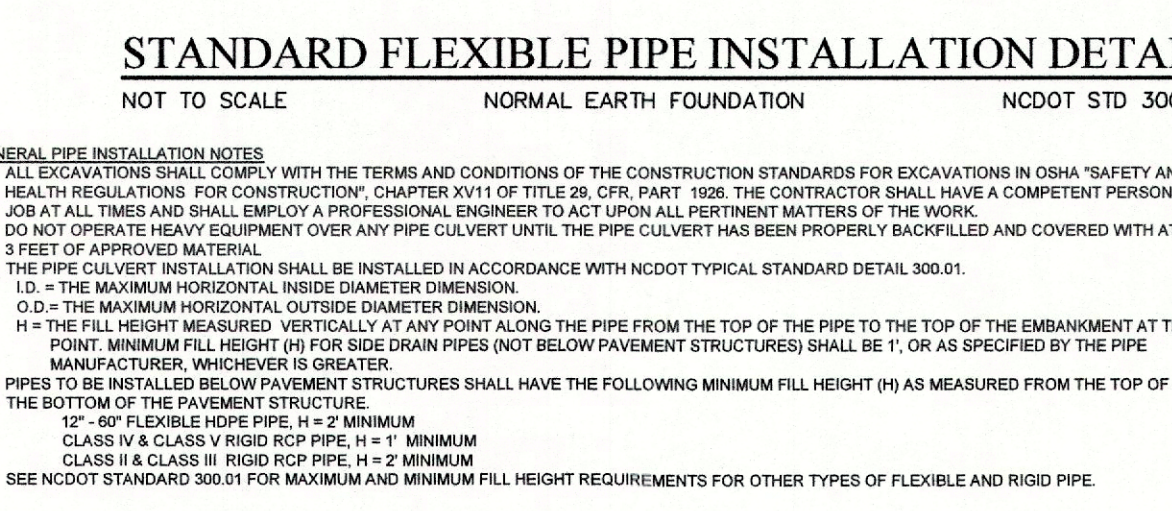 STANDARD FLEXIBLE PIPE INSTALLATION DETA
NOT TO SCALE NORMAL EARTH FOUNDATION NCDOT STD 300
NERAL PIPE INSTALLATION NOTES
ALL EXCAVATIONS SHALL COMPLY WITH THE TERMS AND CONDITIONS OF THE CONSTRUCTION STANDARDS FOR EXCAVATIONS IN OSHA "SAFETY AN
HEALTH REGULATIONS FOR CONSTRUCTION", CHAPTER XV11 OF TITLE 29, CFR, PART 1926. THE CONTRACTOR SHALL HAVE A COMPETENT PERSON
JOB AT ALL TIMES AND SHALL EMPLOY A PROFESSIONAL ENGINEER TO ACT UPON ALL PERTINENT MATTERS OF THE WORK.
DO NOT OPERATE HEAVY EQUIPMENT OVER ANY PIPE CULVERT UNTIL THE PIPE CULVERT HAS BEEN PROPERLY BACKFILLED AND COVERED WITH AT
3 FEET OF APPROVED MATERIAL
THE PIPE CULVERT INSTALLATION SHALL BE INSTALLED IN ACCORDANCE WITH NCDOT TYPICAL STANDARD DETAIL 300.01.
I.D. = THE MAXIMUM HORIZONTAL INSIDE DIAMETER DIMENSION.
O.D.= THE MAXIMUM HORIZONTAL OUTSIDE DIAMETER DIMENSION.
H = THE FILL HEIGHT MEASURED VERTICALLY AT ANY POINT ALONG THE PIPE FROM THE TOP OF THE PIPE TO THE TOP OF THE EMBANKMENT AT T
POINT. MINIMUM FILL HEIGHT (H) FOR SIDE DRAIN PIPES (NOT BELOW PAVEMENT STRUCTURES) SHALL BE 1', OR AS SPECIFIED BY THE PIPE
MANUFACTURER, WHICHEVER IS GREATER.
PIPES TO BE INSTALLED BELOW PAVEMENT STRUCTURES SHALL HAVE THE FOLLOWING MINIMUM FILL HEIGHT (H) AS MEASURED FROM THE TOP OF
THE BOTTOM OF THE PAVEMENT STRUCTURE.
12" - 60" FLEXIBLE HDPE PIPE, H = 2' MINIMUM
CLASS IV & CLASS V RIGID RCP PIPE, H = 1' MINIMUM
CLASS II & CLASS III RIGID RCP PIPE, H = 2' MINIMUM
SEE NCDOT STANDARD 300.01 FOR MAXIMUM AND MINIMUM FILL HEIGHT REQUIREMENTS FOR OTHER TYPES OF FLEXIBLE AND RIGID PIPE.